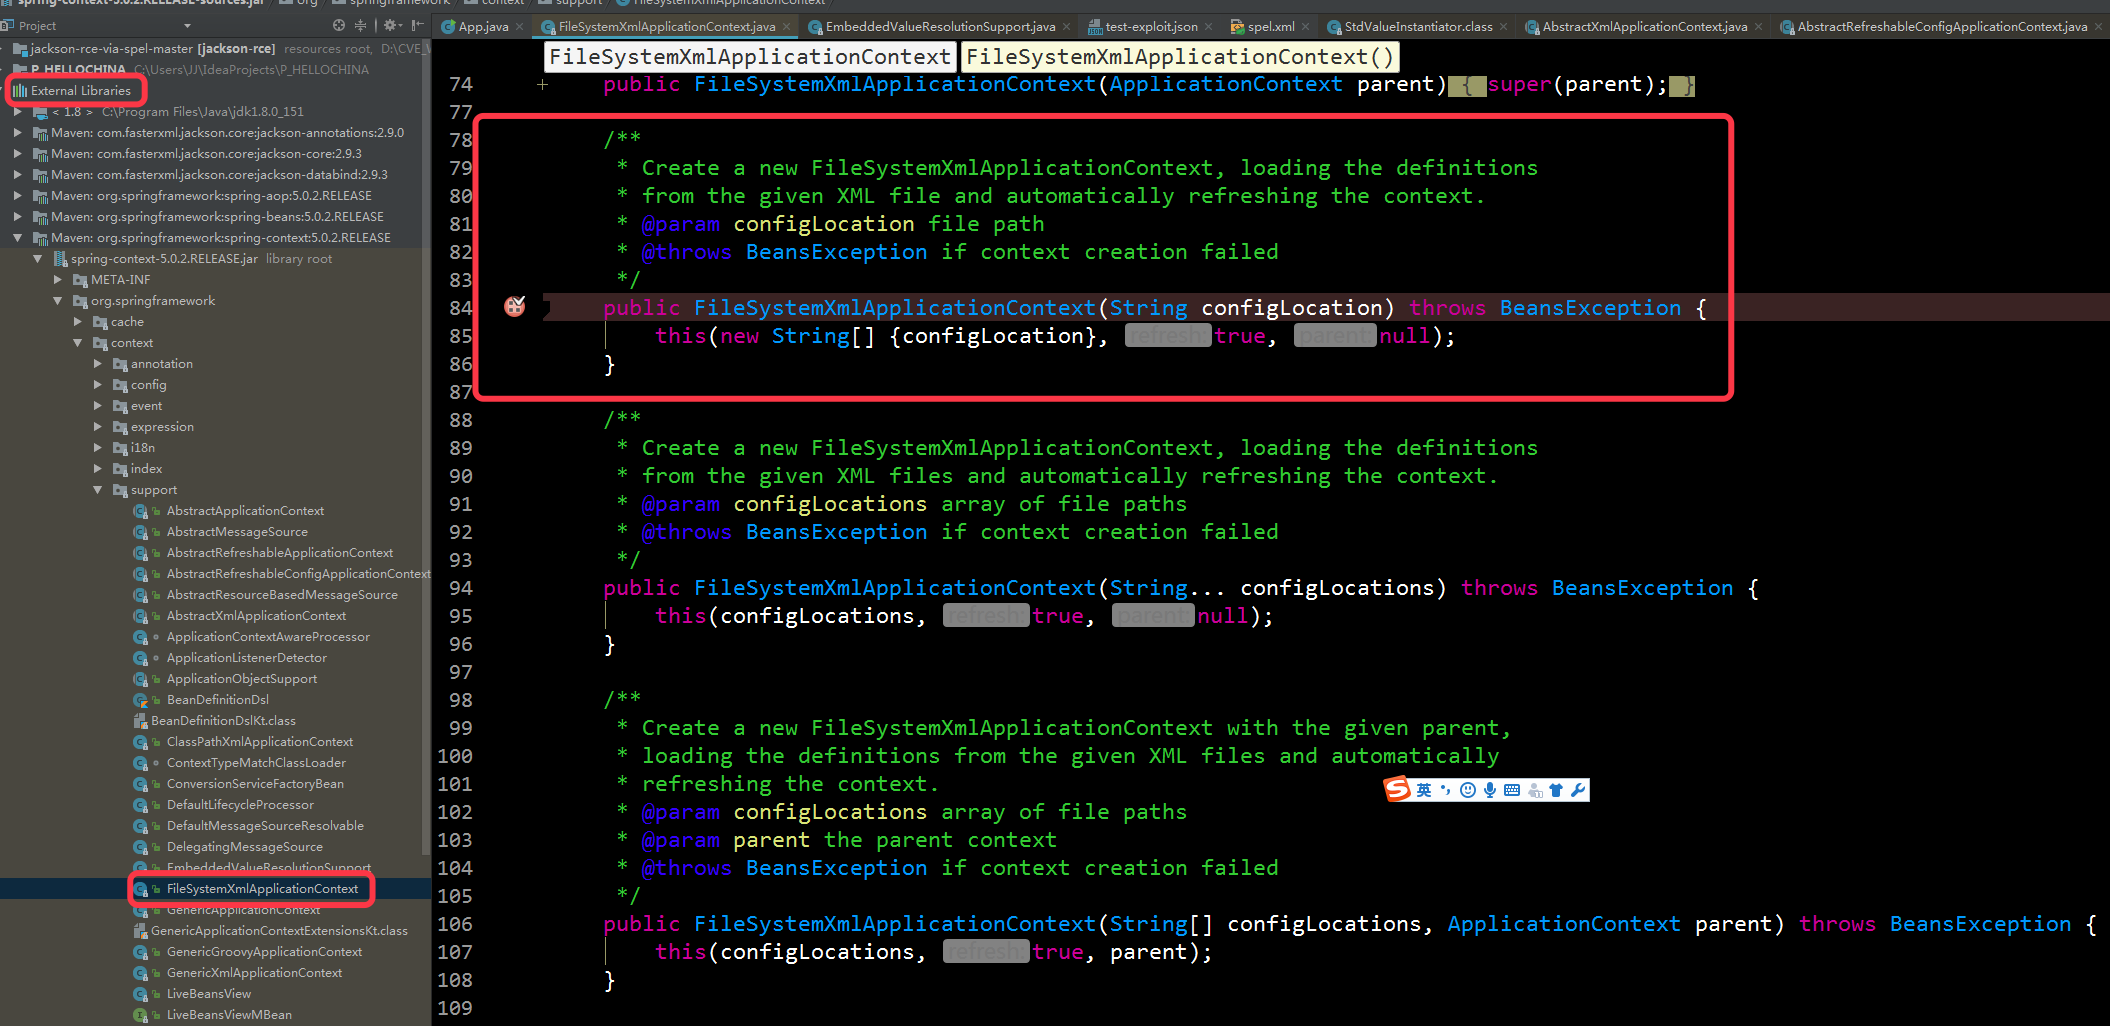 spring-context-5.0.2.RELEASE-sources.jar org springframework context support FileSystemXmlApplicationContext
Project
App.java FileSystemXmlApplicationContext.java EmbeddedValueResolutionSupport.java test-exploit.json spel.xml StdValueInstantiator.class AbstractXmlApplicationContext.java AbstractRefreshableConfigApplicationContext.java
jackson-rce-via-spel-master [jackson-rce] resources root, D:\CVE_
P_HELLOCHINA C:\Users\JJ\IdeaProjects\P_HELLOCHINA
External Libraries
< 1.8 > C:\Program Files\Java\jdk1.8.0_151
Maven: com.fasterxml.jackson.core:jackson-annotations:2.9.0
Maven: com.fasterxml.jackson.core:jackson-core:2.9.3
Maven: com.fasterxml.jackson.core:jackson-databind:2.9.3
Maven: org.springframework:spring-aop:5.0.2.RELEASE
Maven: org.springframework:spring-beans:5.0.2.RELEASE
Maven: org.springframework:spring-context:5.0.2.RELEASE
spring-context-5.0.2.RELEASE.jar library root
META-INF
org.springframework
cache
context
annotation
config
event
expression
i18n
index
support
AbstractApplicationContext
AbstractMessageSource
AbstractRefreshableApplicationContext
AbstractRefreshableConfigApplicationContext
AbstractResourceBasedMessageSource
AbstractXmlApplicationContext
ApplicationContextAwareProcessor
ApplicationListenerDetector
ApplicationObjectSupport
BeanDefinitionDsl
BeanDefinitionDslKt.class
ClassPathXmlApplicationContext
ContextTypeMatchClassLoader
ConversionServiceFactoryBean
DefaultLifecycleProcessor
DefaultMessageSourceResolvable
DelegatingMessageSource
EmbeddedValueResolutionSupport
FileSystemXmlApplicationContext
GenericApplicationContext
GenericApplicationContextExtensionsKt.class
GenericGroovyApplicationContext
GenericXmlApplicationContext
LiveBeansView
LiveBeansViewMBean
FileSystemXmlApplicationContext FileSystemXmlApplicationContext()
74 + public FileSystemXmlApplicationContext(ApplicationContext parent) { super(parent); }
77
78 /**
79 * Create a new FileSystemXmlApplicationContext, loading the definitions
80 * from the given XML file and automatically refreshing the context.
81 * @param configLocation file path
82 * @throws BeansException if context creation failed
83 */
84 public FileSystemXmlApplicationContext(String configLocation) throws BeansException {
85 this(new String[] {configLocation}, refresh: true, parent: null);
86 }
87
88 /**
89 * Create a new FileSystemXmlApplicationContext, loading the definitions
90 * from the given XML files and automatically refreshing the context.
91 * @param configLocations array of file paths
92 * @throws BeansException if context creation failed
93 */
94 public FileSystemXmlApplicationContext(String... configLocations) throws BeansException {
95 this(configLocations, refresh: true, parent: null);
96 }
97
98 /**
99 * Create a new FileSystemXmlApplicationContext with the given parent,
100 * loading the definitions from the given XML files and automatically
101 * refreshing the context.
102 * @param configLocations array of file paths
103 * @param parent the parent context
104 * @throws BeansException if context creation failed
105 */
106 public FileSystemXmlApplicationContext(String[] configLocations, ApplicationContext parent) throws BeansException {
107 this(configLocations, refresh: true, parent);
108 }
109
S 英